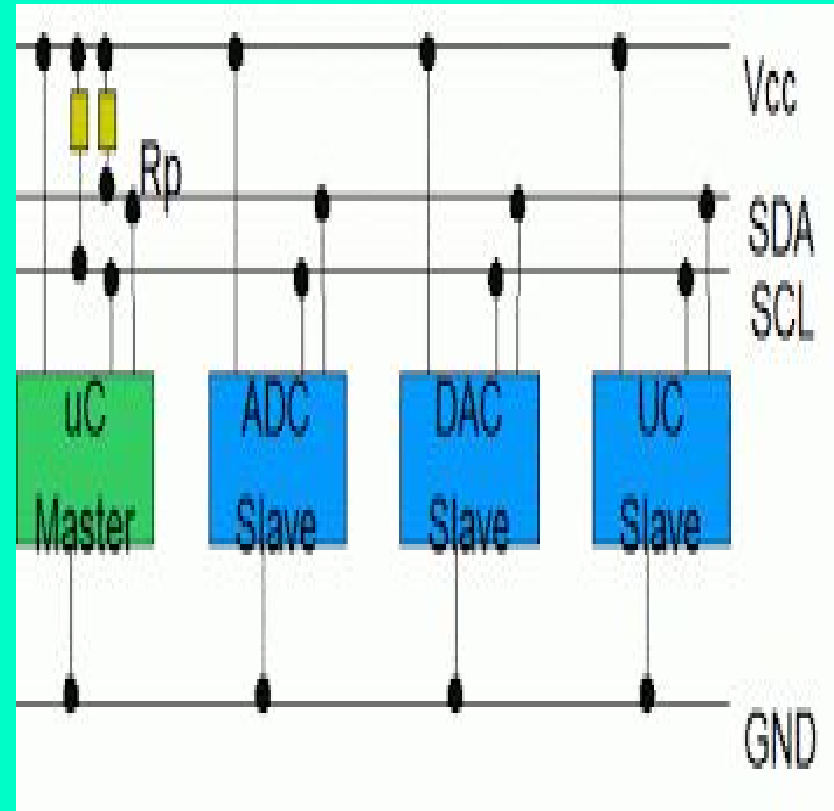 Vcc
Rp
SDA
SCL
uC
Master
ADC
Slave
DAC
Slave
UC
Slave
GND